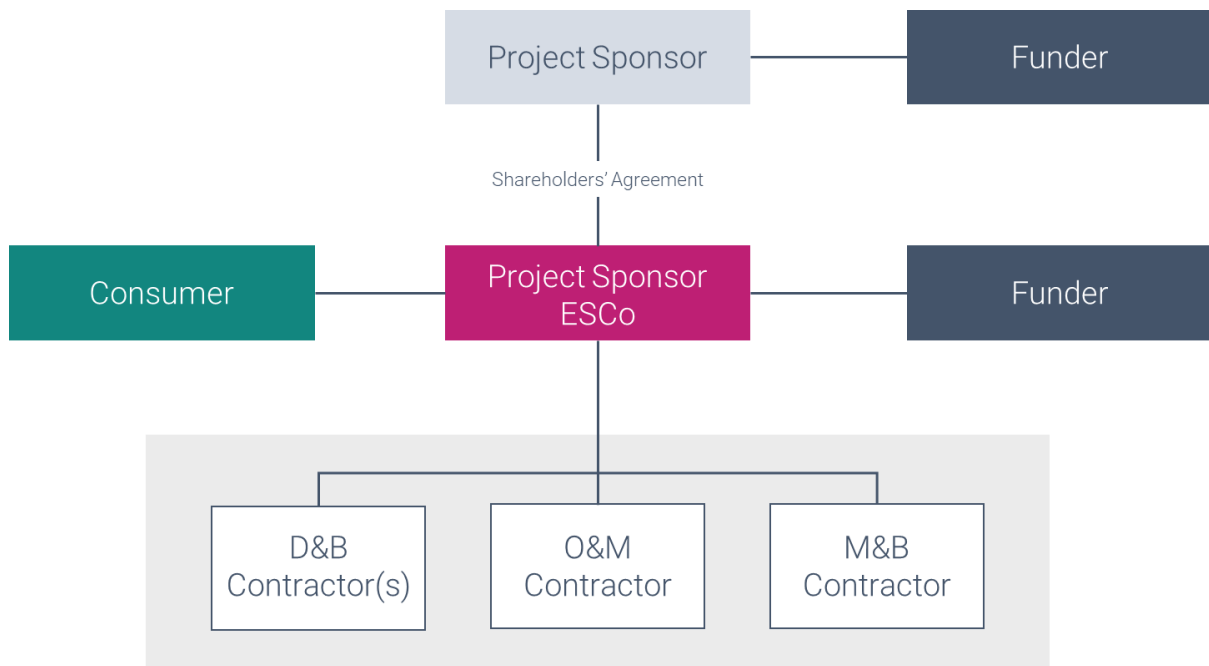 Project Sponsor
Funder
Shareholders’ Agreement
Consumer
Project Sponsor
ESCo
Funder
D&B
Contractor(s)
O&M
Contractor
M&B
Contractor